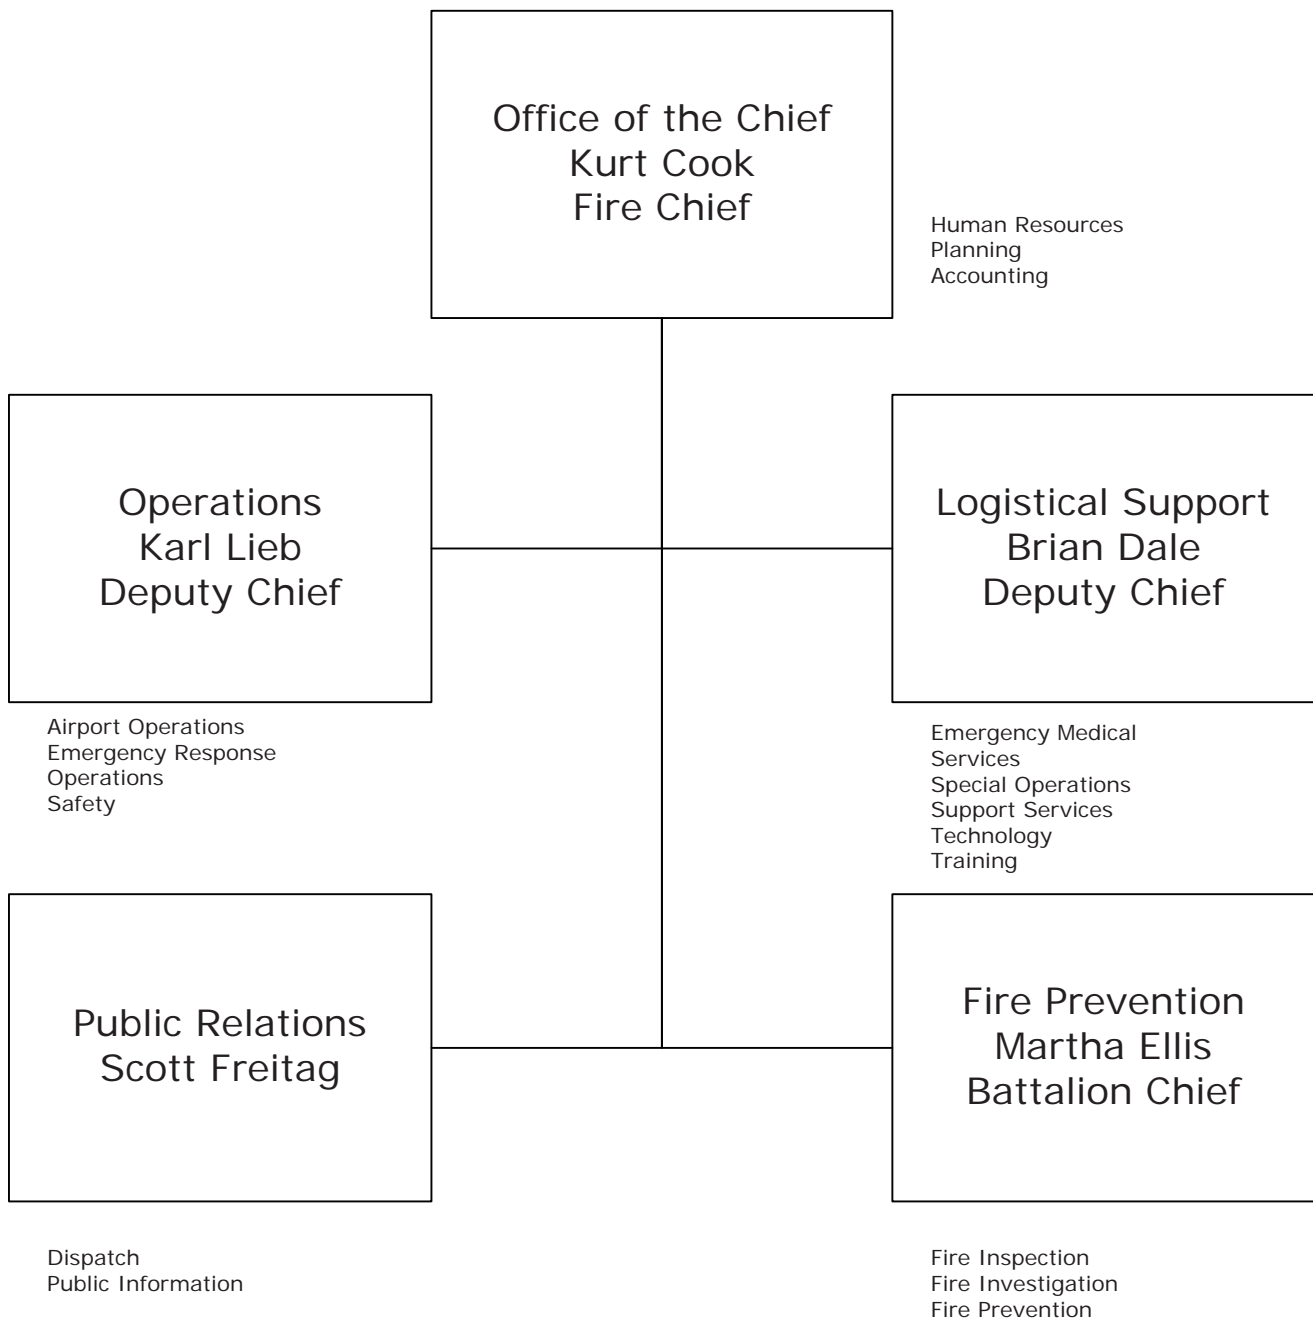 Office of the Chief
Kurt Cook
Fire Chief
Human Resources
Planning
Accounting
Operations
Karl Lieb
Deputy Chief
Logistical Support
Brian Dale
Deputy Chief
Airport Operations
Emergency Response
Operations
Safety
Emergency Medical
Services
Special Operations
Support Services
Technology
Training
Public Relations
Scott Freitag
Fire Prevention
Martha Ellis
Battalion Chief
Dispatch
Public Information
Fire Inspection
Fire Investigation
Fire Prevention